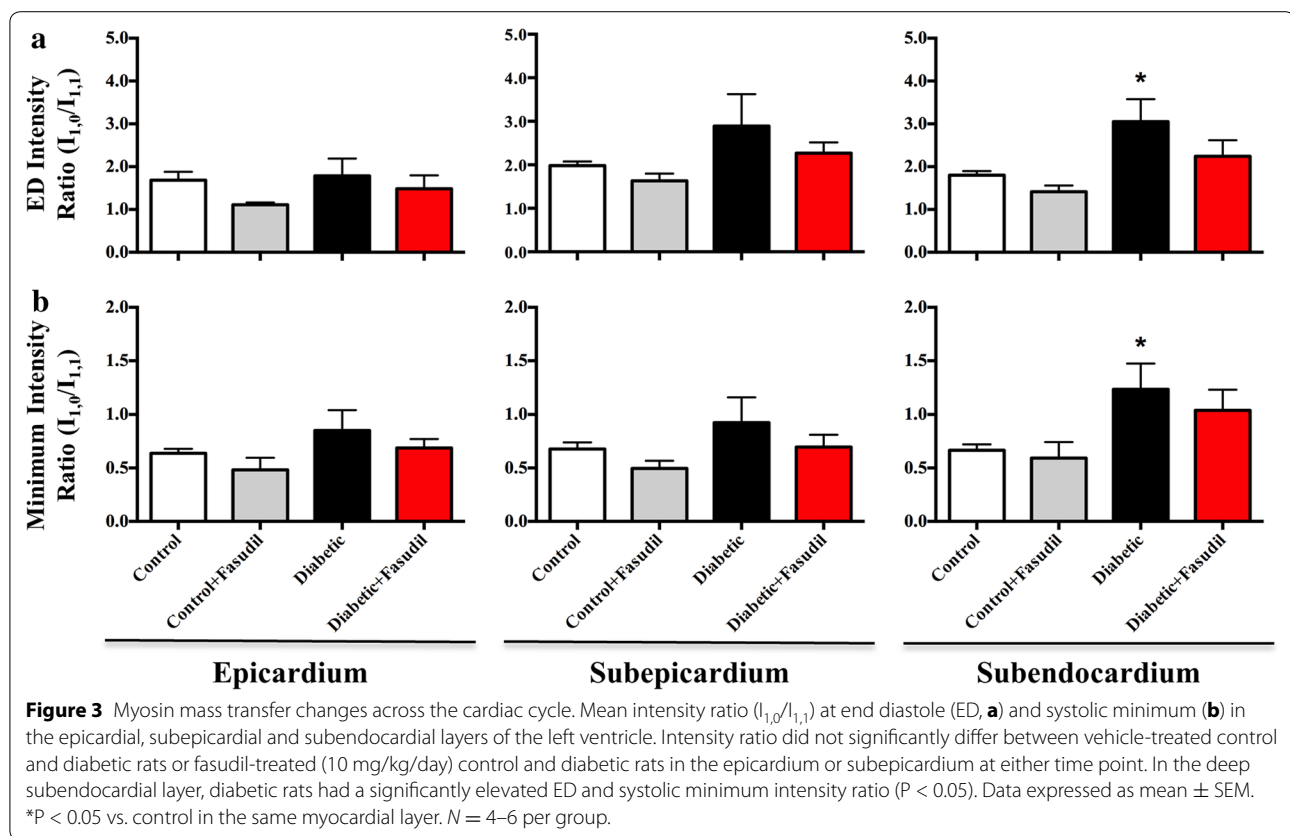 a
ED Intensity
Ratio (I1,0/I1,1)
5.0
4.0
3.0
2.0
1.0
0.0
5.0
4.0
3.0
2.0
1.0
0.0
5.0
4.0
3.0
2.0
1.0
0.0
*
b
Minimum Intensity
Ratio (I1,0/I1,1)
2.0
1.5
1.0
0.5
0.0
2.0
1.5
1.0
0.5
0.0
2.0
1.5
1.0
0.5
0.0
*
Control
Control+Fasudil
Diabetic
Diabetic+Fasudil
Control
Control+Fasudil
Diabetic
Diabetic+Fasudil
Control
Control+Fasudil
Diabetic
Diabetic+Fasudil
Epicardium
Subepicardium
Subendocardium
Figure 3 Myosin mass transfer changes across the cardiac cycle. Mean intensity ratio (I1,0/I1,1) at end diastole (ED, a) and systolic minimum (b) in
the epicardial, subepicardial and subendocardial layers of the left ventricle. Intensity ratio did not significantly differ between vehicle-treated control
and diabetic rats or fasudil-treated (10 mg/kg/day) control and diabetic rats in the epicardium or subepicardium at either time point. In the deep
subendocardial layer, diabetic rats had a significantly elevated ED and systolic minimum intensity ratio (P < 0.05). Data expressed as mean ± SEM.
*P < 0.05 vs. control in the same myocardial layer. N = 4–6 per group.